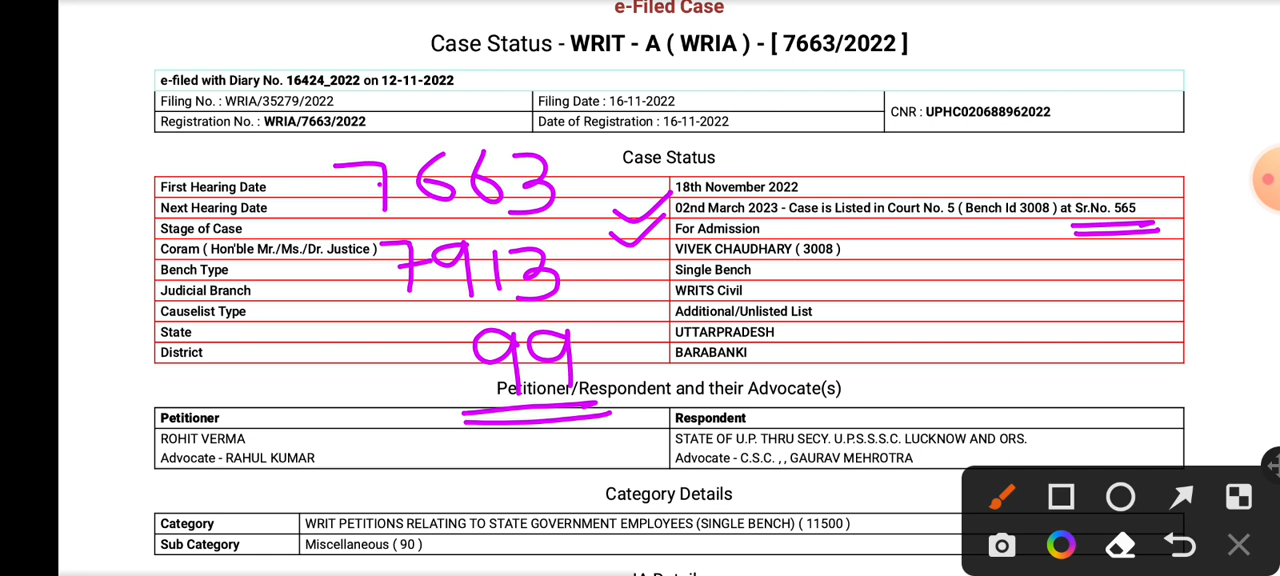 e-Filed Case
Case Status - WRIT - A ( WRIA ) - [ 7663/2022 ]
e-filed with Diary No. 16424_2022 on 12-11-2022
Filing No. : WRIA/35279/2022 Filing Date : 16-11-2022 CNR : UPHC020688962022
Registration No. : WRIA/7663/2022 Date of Registration : 16-11-2022
Case Status
7663
First Hearing Date 18th November 2022
Next Hearing Date 02nd March 2023 - Case is Listed in Court No. 5 ( Bench Id 3008 ) at Sr.No. 565
Stage of Case For Admission
Coram ( Hon'ble Mr./Ms./Dr. Justice ) VIVEK CHAUDHARY ( 3008 )
7913
Bench Type Single Bench
Judicial Branch WRITS Civil
Causelist Type Additional/Unlisted List
State UTTARPRADESH
99
District BARABANKI
Petitioner/Respondent and their Advocate(s)
Petitioner Respondent
ROHIT VERMA STATE OF U.P. THRU SECY. U.P.S.S.S.C. LUCKNOW AND ORS.
Advocate - RAHUL KUMAR Advocate - C.S.C. , , GAURAV MEHROTRA
Category Details
Category WRIT PETITIONS RELATING TO STATE GOVERNMENT EMPLOYEES (SINGLE BENCH) ( 11500 )
Sub Category Miscellaneous ( 90 )